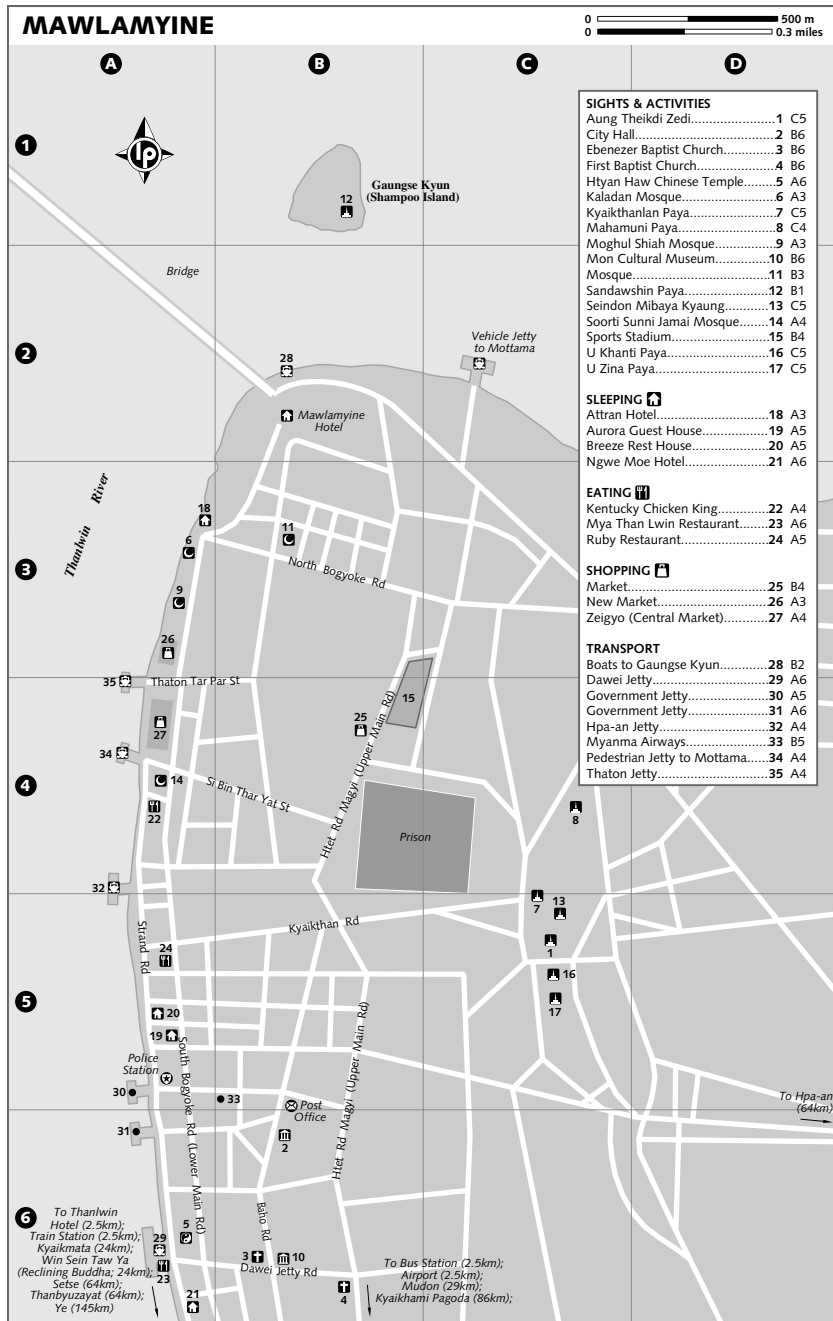 MAWLAMYINE
0 500 m
0 0.3 miles
A B C D
1
SIGHTS & ACTIVITIES
Aung Theikdi Zedi.......................1 C5
City Hall.......................................2 B6
Ebenezer Baptist Church..............3 B6
First Baptist Church......................4 B6
Htyan Haw Chinese Temple.........5 A6
Kaladan Mosque..........................6 A3
Kyaikthanlan Paya.......................7 C5
Mahamuni Paya...........................8 C4
Moghul Shiah Mosque.................9 A3
Mon Cultural Museum...............10 B6
Mosque......................................11 B3
Sandawshin Paya.......................12 B1
Seindon Mibaya Kyaung............13 C5
Soorti Sunni Jamai Mosque........14 A4
Sports Stadium...........................15 B4
U Khanti Paya............................16 C5
U Zina Paya................................17 C5
SLEEPING
Attran Hotel...............................18 A3
Aurora Guest House...................19 A5
Breeze Rest House......................20 A5
Ngwe Moe Hotel.......................21 A6
EATING
Kentucky Chicken King...............22 A4
Mya Than Lwin Restaurant.........23 A6
Ruby Restaurant.........................24 A5
SHOPPING
Market.......................................25 B4
New Market...............................26 A3
Zeigyo (Central Market).............27 A4
TRANSPORT
Boats to Gaungse Kyun..............28 B2
Dawei Jetty................................29 A6
Government Jetty......................30 A5
Government Jetty......................31 A6
Hpa-an Jetty..............................32 A4
Myanma Airways.......................33 B5
Pedestrian Jetty to Mottama......34 A4
Thaton Jetty...............................35 A4
lp
Gaungse Kyun
(Shampoo Island)
12
Bridge
2
Vehicle Jetty
to Mottama
28
Mawlamyine
Hotel
Thanlwin River
3
18
11
6
North Bogyoke Rd
9
26
35
Thaton Tar Par St
15
25
27
34
4
14
Si Bin Thar Yat St
22
Htet Rd Magyi (Upper Main Rd)
Prison
8
32
7
13
Kyaikthan Rd
Strand Rd
24
1
16
5
17
20
19
South Bogyoke Rd (Lower Main Rd)
Htet Rd Magyi (Upper Main Rd)
Police
Station
30
33
Post
Office
To Hpa-an
(64km)
31
2
6
To Thanlwin
Hotel (2.5km);
Train Station (2.5km);
Kyaikmata (24km);
Win Sein Taw Ya
(Reclining Buddha; 24km);
Setse (64km);
Thanbyuzayat (64km);
Ye (145km)
5
29
23
21
Baho Rd
3
10
Dawei Jetty Rd
4
To Bus Station (2.5km);
Airport (2.5km);
Mudon (29km);
Kyaikhami Pagoda (86km);